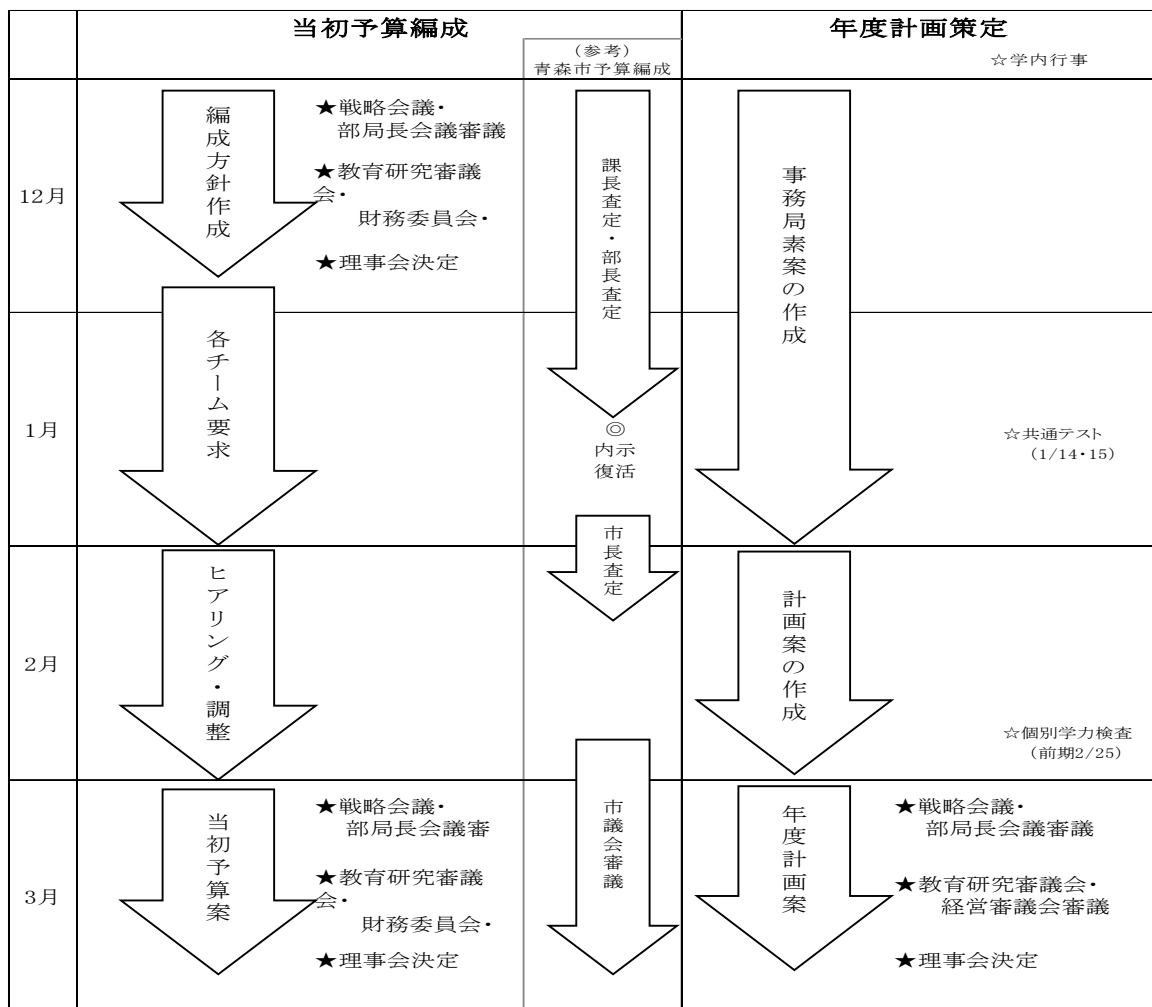 当初予算編成
(参考)
青森市予算編成
年度計画策定
☆学内行事
12月
編成方針作成
★戦略会議・
部局長会議審議
★教育研究審議
会・
財務委員会・
★理事会決定
課長査定・部長査定
事務局素案の作成
1月
各チーム要求
◎
内示
復活
☆共通テスト
(1/14・15)
市長査定
2月
ヒアリング・調整
計画案の作成
☆個別学力検査
(前期2/25)
3月
当初予算案
★戦略会議・
部局長会議審
★教育研究審議
会・
財務委員会・
★理事会決定
市議会審議
年度計画案
★戦略会議・
部局長会議審議
★教育研究審議会・
経営審議会審議
★理事会決定